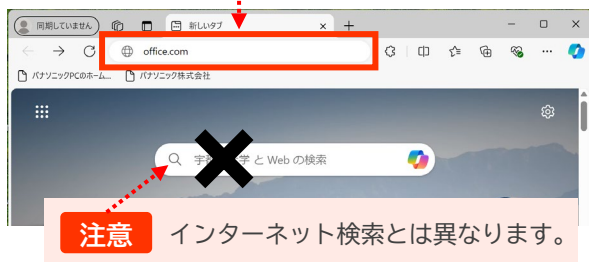 同期していません
新しいタブ
office.com
パナソニックPCのホーム...
パナソニック株式会社
学 と Web の検索
注意 インターネット検索とは異なります。